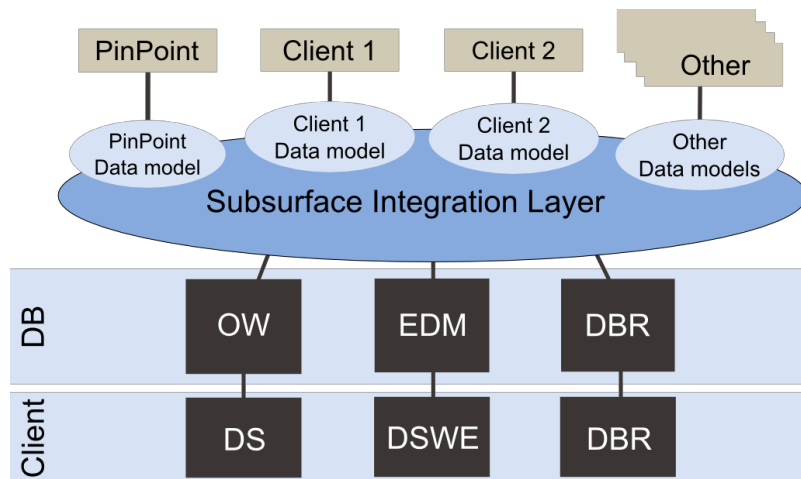 PinPoint
Client 1
Client 2
Other
PinPoint
Data model
Client 1
Data model
Client 2
Data model
Other
Data models
Subsurface Integration Layer
DB
OW
EDM
DBR
Client
DS
DSWE
DBR